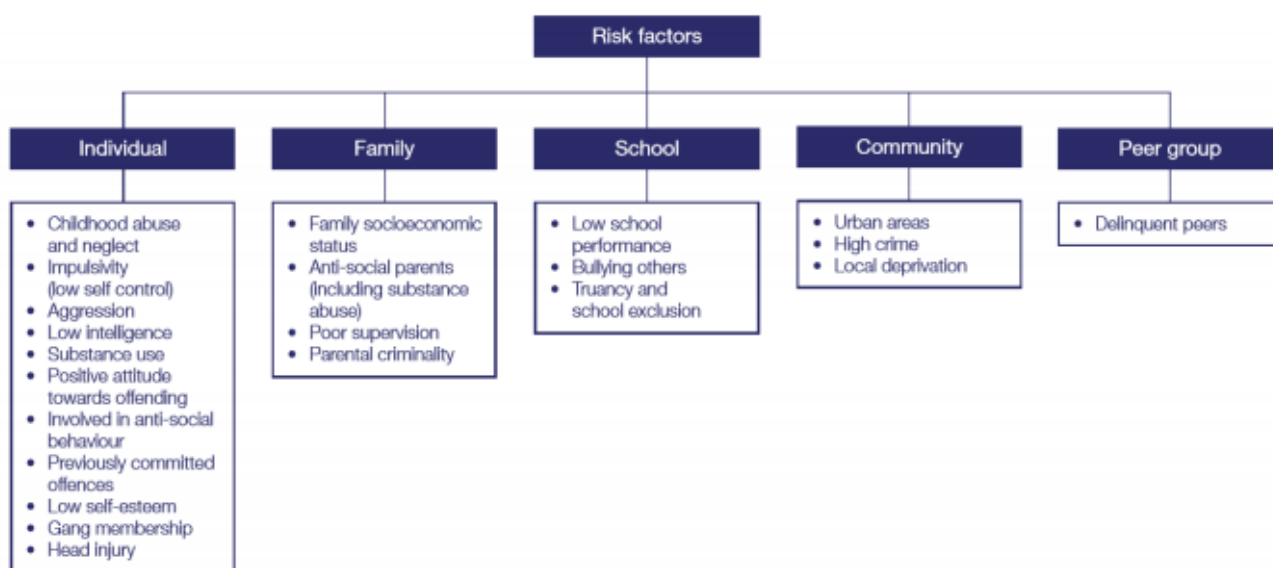 Risk factors
Individual
Family
School
Community
Peer group
• Childhood abuse
and neglect
• Impulsivity
(low self control)
• Aggression
• Low intelligence
• Substance use
• Positive attitude
towards offending
• Involved in anti-social
behaviour
• Previously committed
offences
• Low self-esteem
• Gang membership
• Head injury
• Family socioeconomic
status
• Anti-social parents
(including substance
abuse)
• Poor supervision
• Parental criminality
• Low school
performance
• Bullying others
• Truancy and
school exclusion
• Urban areas
• High crime
• Local deprivation
• Delinquent peers